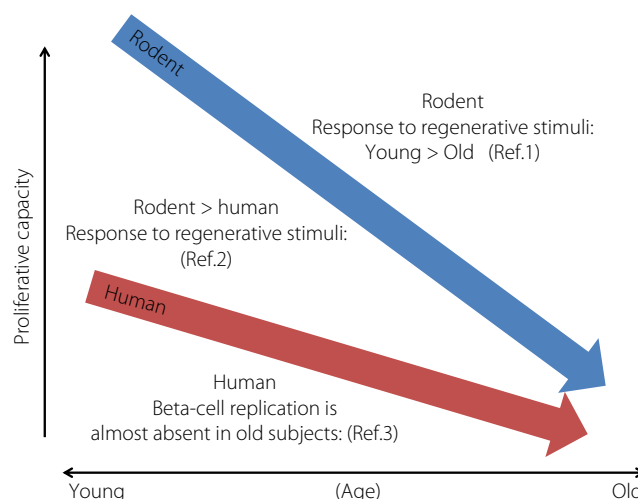 Rodent
Rodent
Response to regenerative stimuli:
Young > Old (Ref.1)
Proliferative capacity
Rodent > human
Response to regenerative stimuli:
(Ref.2)
Human
Human
Beta-cell replication is
almost absent in old subjects: (Ref.3)
Young (Age) Old